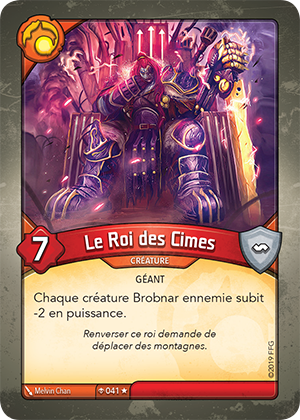 7
Le Roi des Cimes
CRÉATURE
GÉANT
Chaque créature Brobnar ennemie subit
-2 en puissance.
Renverser ce roi demande de
déplacer des montagnes.
©2019 FFG
Melvin Chan
041